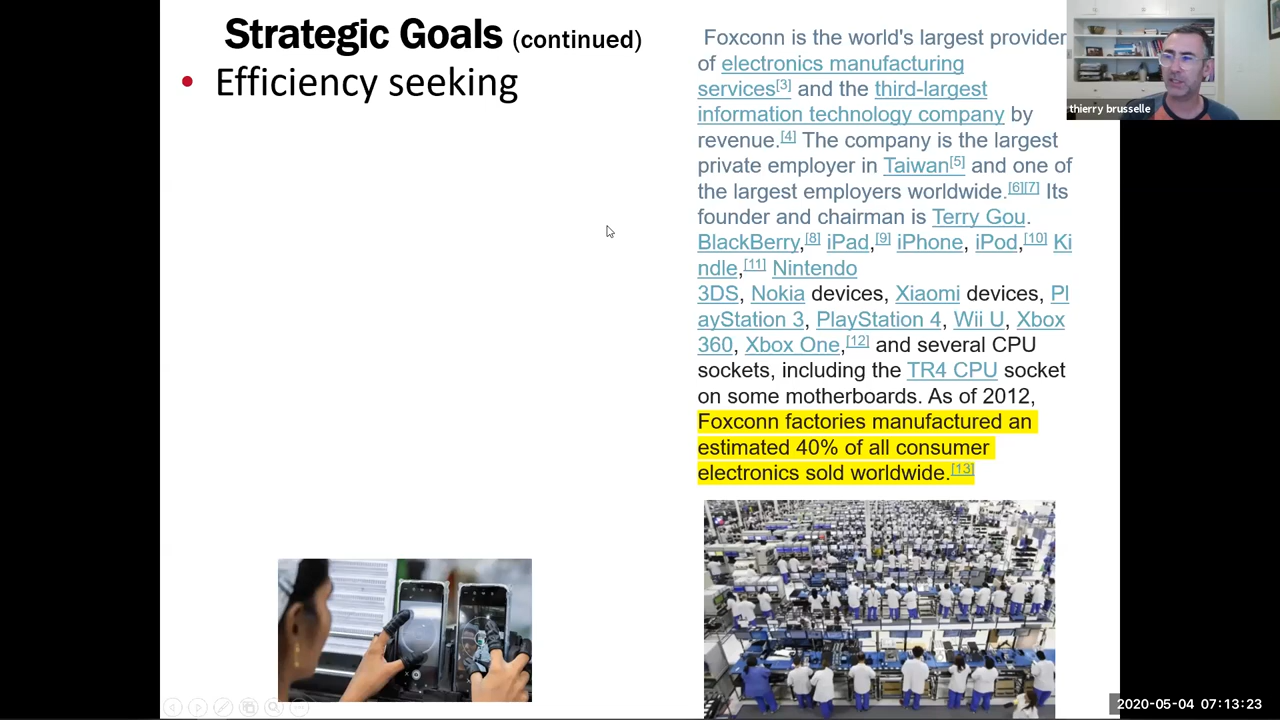 Strategic Goals (continued)
• Efficiency seeking
Foxconn is the world's largest provider
of electronics manufacturing
services[3] and the third-largest
information technology company by
revenue.[4] The company is the largest
private employer in Taiwan[5] and one of
the largest employers worldwide.[6][7] Its
founder and chairman is Terry Gou.
BlackBerry,[8] iPad,[9] iPhone, iPod,[10] Ki
ndle,[11] Nintendo
3DS, Nokia devices, Xiaomi devices, Pl
ayStation 3, PlayStation 4, Wii U, Xbox
360, Xbox One,[12] and several CPU
sockets, including the TR4 CPU socket
on some motherboards. As of 2012,
Foxconn factories manufactured an
estimated 40% of all consumer
electronics sold worldwide.[13]
thierry brusselle
2020-05-04 07:13:23